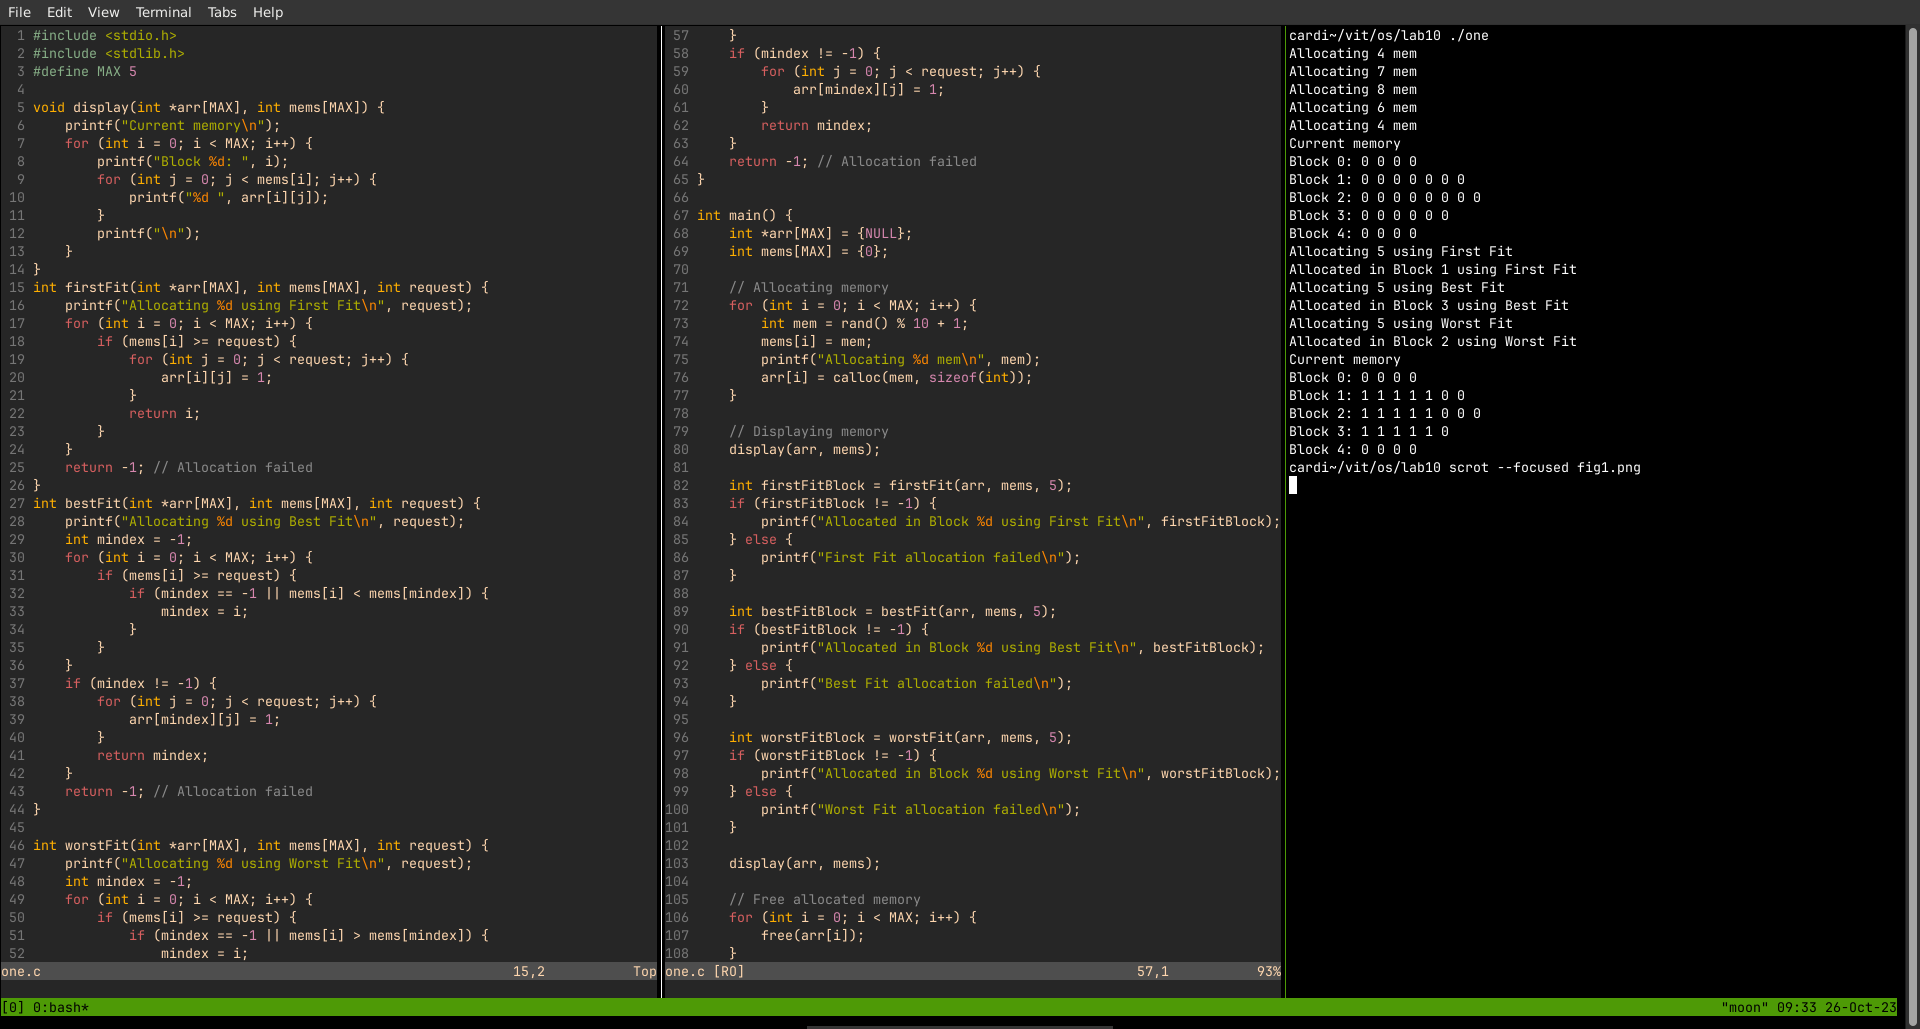 File Edit View Terminal Tabs Help
1 #include <stdio.h>
2 #include <stdlib.h>
3 #define MAX 5
4
5 void display(int *arr[MAX], int mems[MAX]) {
6     printf("Current memory\n");
7     for (int i = 0; i < MAX; i++) {
8         printf("Block %d: ", i);
9         for (int j = 0; j < mems[i]; j++) {
10             printf("%d ", arr[i][j]);
11         }
12         printf("\n");
13     }
14 }
15 int firstFit(int *arr[MAX], int mems[MAX], int request) {
16     printf("Allocating %d using First Fit\n", request);
17     for (int i = 0; i < MAX; i++) {
18         if (mems[i] >= request) {
19             for (int j = 0; j < request; j++) {
20                 arr[i][j] = 1;
21             }
22             return i;
23         }
24     }
25     return -1; // Allocation failed
26 }
27 int bestFit(int *arr[MAX], int mems[MAX], int request) {
28     printf("Allocating %d using Best Fit\n", request);
29     int mindex = -1;
30     for (int i = 0; i < MAX; i++) {
31         if (mems[i] >= request) {
32             if (mindex == -1 || mems[i] < mems[mindex]) {
33                 mindex = i;
34             }
35         }
36     }
37     if (mindex != -1) {
38         for (int j = 0; j < request; j++) {
39             arr[mindex][j] = 1;
40         }
41         return mindex;
42     }
43     return -1; // Allocation failed
44 }
45
46 int worstFit(int *arr[MAX], int mems[MAX], int request) {
47     printf("Allocating %d using Worst Fit\n", request);
48     int mindex = -1;
49     for (int i = 0; i < MAX; i++) {
50         if (mems[i] >= request) {
51             if (mindex == -1 || mems[i] > mems[mindex]) {
52                 mindex = i;
one.c 15,2 Top
57     }
58     if (mindex != -1) {
59         for (int j = 0; j < request; j++) {
60             arr[mindex][j] = 1;
61         }
62         return mindex;
63     }
64     return -1; // Allocation failed
65 }
66
67 int main() {
68     int *arr[MAX] = {NULL};
69     int mems[MAX] = {0};
70
71     // Allocating memory
72     for (int i = 0; i < MAX; i++) {
73         int mem = rand() % 10 + 1;
74         mems[i] = mem;
75         printf("Allocating %d mem\n", mem);
76         arr[i] = calloc(mem, sizeof(int));
77     }
78
79     // Displaying memory
80     display(arr, mems);
81
82     int firstFitBlock = firstFit(arr, mems, 5);
83     if (firstFitBlock != -1) {
84         printf("Allocated in Block %d using First Fit\n", firstFitBlock);
85     } else {
86         printf("First Fit allocation failed\n");
87     }
88
89     int bestFitBlock = bestFit(arr, mems, 5);
90     if (bestFitBlock != -1) {
91         printf("Allocated in Block %d using Best Fit\n", bestFitBlock);
92     } else {
93         printf("Best Fit allocation failed\n");
94     }
95
96     int worstFitBlock = worstFit(arr, mems, 5);
97     if (worstFitBlock != -1) {
98         printf("Allocated in Block %d using Worst Fit\n", worstFitBlock);
99     } else {
100         printf("Worst Fit allocation failed\n");
101     }
102
103     display(arr, mems);
104
105     // Free allocated memory
106     for (int i = 0; i < MAX; i++) {
107         free(arr[i]);
108     }
one.c [RO] 57,1 93%
cardi~/vit/os/lab10 ./one
Allocating 4 mem
Allocating 7 mem
Allocating 8 mem
Allocating 6 mem
Allocating 4 mem
Current memory
Block 0: 0 0 0 0
Block 1: 0 0 0 0 0 0 0
Block 2: 0 0 0 0 0 0 0 0
Block 3: 0 0 0 0 0 0
Block 4: 0 0 0 0
Allocating 5 using First Fit
Allocated in Block 1 using First Fit
Allocating 5 using Best Fit
Allocated in Block 3 using Best Fit
Allocating 5 using Worst Fit
Allocated in Block 2 using Worst Fit
Current memory
Block 0: 0 0 0 0
Block 1: 1 1 1 1 1 0 0
Block 2: 1 1 1 1 1 0 0 0
Block 3: 1 1 1 1 1 0
Block 4: 0 0 0 0
cardi~/vit/os/lab10 scrot --focused fig1.png
[0] 0:bash* "moon" 09:33 26-Oct-23